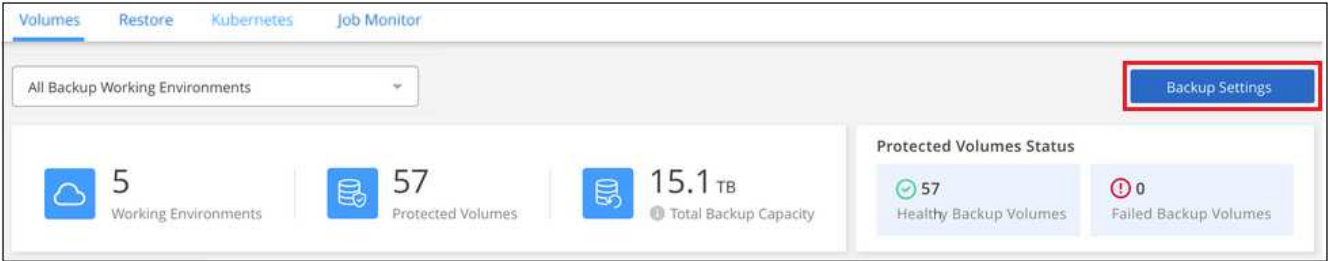 Volumes Restore Kubernetes Job Monitor
All Backup Working Environments Backup Settings
5 57 15.1 TB
Working Environments Protected Volumes Total Backup Capacity
Protected Volumes Status
57 0
Healthy Backup Volumes Failed Backup Volumes